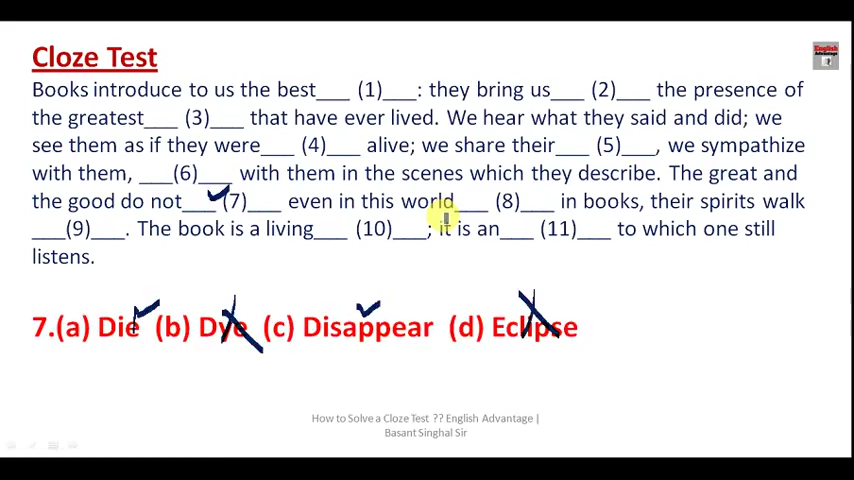 Cloze Test
English
Advantage
Books introduce to us the best___ (1)___: they bring us___ (2)___ the presence of
the greatest___ (3)___ that have ever lived. We hear what they said and did; we
see them as if they were___ (4)___ alive; we share their___ (5)___, we sympathize
with them, ___(6)___ with them in the scenes which they describe. The great and
the good do not___ (7)___ even in this world___ (8)___ in books, their spirits walk
___(9)___. The book is a living___ (10)___; it is an___ (11)___ to which one still
listens.
7.(a) Die (b) Dye (c) Disappear (d) Eclipse
How to Solve a Cloze Test ?? English Advantage |
Basant Singhal Sir